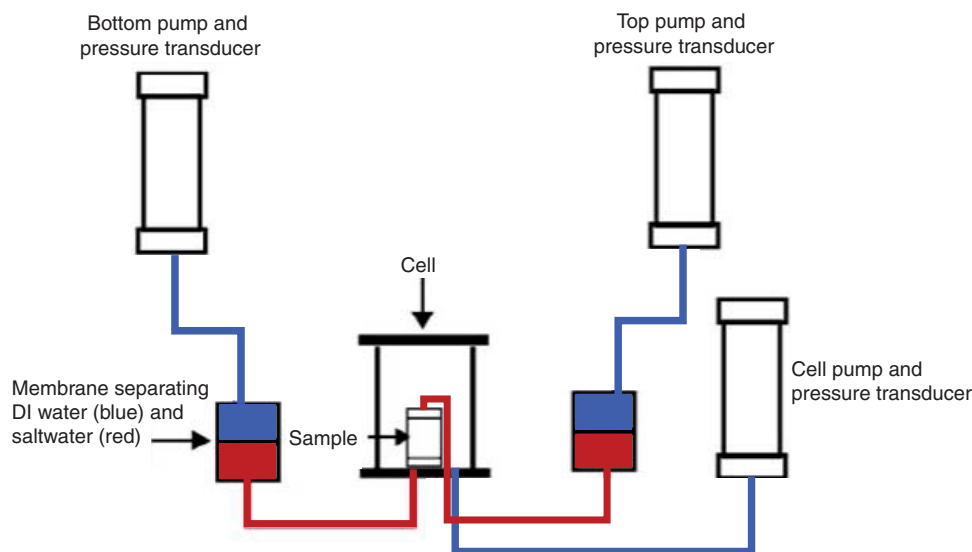 Bottom pump and
pressure transducer
Top pump and
pressure transducer
Cell
Cell pump and
pressure transducer
Membrane separating
DI water (blue) and
saltwater (red)
Sample